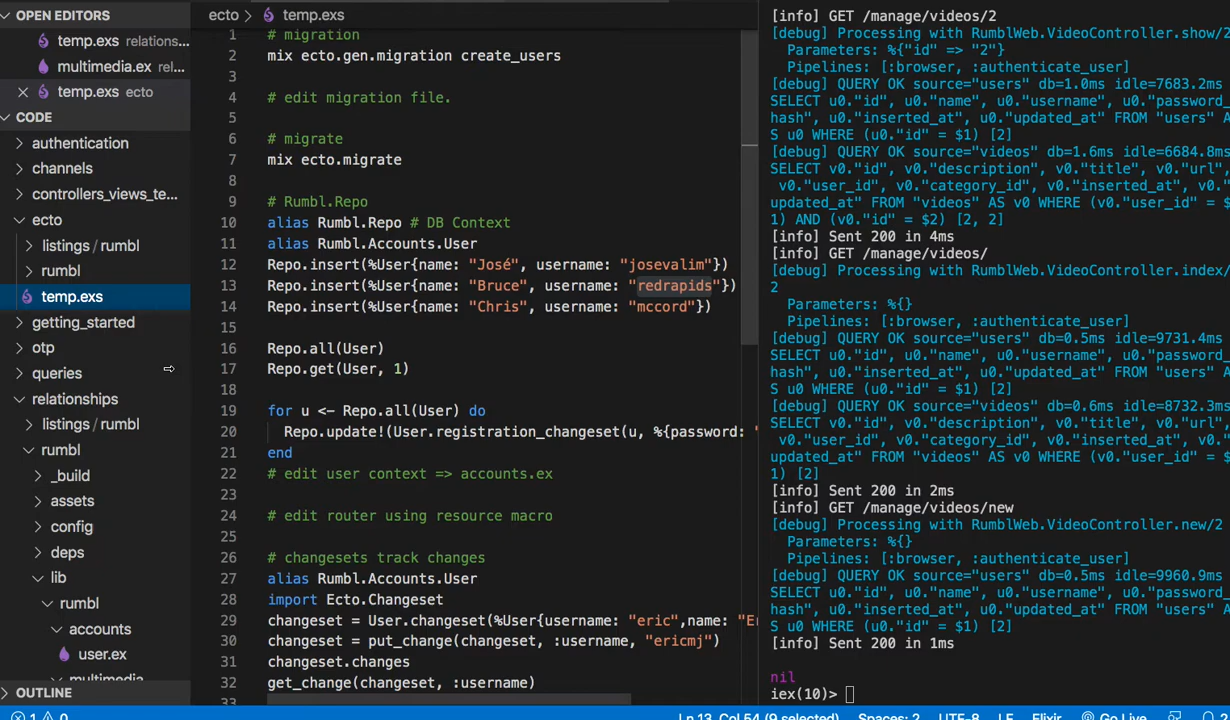 OPEN EDITORS
temp.exs relations...
multimedia.ex rel...
temp.exs ecto
CODE
authentication
channels
controllers_views_te...
ecto
listings / rumbl
rumbl
temp.exs
getting_started
otp
queries
relationships
listings / rumbl
rumbl
_build
assets
config
deps
lib
rumbl
accounts
user.ex
multimedia
OUTLINE
1 0
ecto > temp.exs
1 # migration
2 mix ecto.gen.migration create_users
3
4 # edit migration file.
5
6 # migrate
7 mix ecto.migrate
8
9 # Rumbl.Repo
10 alias Rumbl.Repo # DB Context
11 alias Rumbl.Accounts.User
12 Repo.insert(%User{name: "José", username: "josevalim"})
13 Repo.insert(%User{name: "Bruce", username: "redrapids"})
14 Repo.insert(%User{name: "Chris", username: "mccord"})
15
16 Repo.all(User)
17 Repo.get(User, 1)
18
19 for u <- Repo.all(User) do
20 Repo.update!(User.registration_changeset(u, %{password: "
21 end
22 # edit user context => accounts.ex
23
24 # edit router using resource macro
25
26 # changesets track changes
27 alias Rumbl.Accounts.User
28 import Ecto.Changeset
29 changeset = User.changeset(%User{username: "eric",name: "Er
30 changeset = put_change(changeset, :username, "ericmj")
31 changeset.changes
32 get_change(changeset, :username)
33
[info] GET /manage/videos/2
[debug] Processing with RumblWeb.VideoController.show/2
Parameters: %{"id" => "2"}
Pipelines: [:browser, :authenticate_user]
[debug] QUERY OK source="users" db=1.0ms idle=7683.2ms
SELECT u0."id", u0."name", u0."username", u0."password_
hash", u0."inserted_at", u0."updated_at" FROM "users" A
S u0 WHERE (u0."id" = $1) [2]
[debug] QUERY OK source="videos" db=1.6ms idle=6684.8ms
SELECT v0."id", v0."description", v0."title", v0."url",
v0."user_id", v0."category_id", v0."inserted_at", v0."
updated_at" FROM "videos" AS v0 WHERE (v0."user_id" = $
1) AND (v0."id" = $2) [2, 2]
[info] Sent 200 in 4ms
[info] GET /manage/videos/
[debug] Processing with RumblWeb.VideoController.index/
2
Parameters: %{}
Pipelines: [:browser, :authenticate_user]
[debug] QUERY OK source="users" db=0.5ms idle=9731.4ms
SELECT u0."id", u0."name", u0."username", u0."password_
hash", u0."inserted_at", u0."updated_at" FROM "users" A
S u0 WHERE (u0."id" = $1) [2]
[debug] QUERY OK source="videos" db=0.6ms idle=8732.3ms
SELECT v0."id", v0."description", v0."title", v0."url",
v0."user_id", v0."category_id", v0."inserted_at", v0."
updated_at" FROM "videos" AS v0 WHERE (v0."user_id" = $
1) [2]
[info] Sent 200 in 2ms
[info] GET /manage/videos/new
[debug] Processing with RumblWeb.VideoController.new/2
Parameters: %{}
Pipelines: [:browser, :authenticate_user]
[debug] QUERY OK source="users" db=0.5ms idle=9960.9ms
SELECT u0."id", u0."name", u0."username", u0."password_
hash", u0."inserted_at", u0."updated_at" FROM "users" A
S u0 WHERE (u0."id" = $1) [2]
[info] Sent 200 in 1ms
nil
iex(10)>
Ln 13, Col 54 (9 selected) Spaces: 2 UTF-8 LF Elixir Go Live